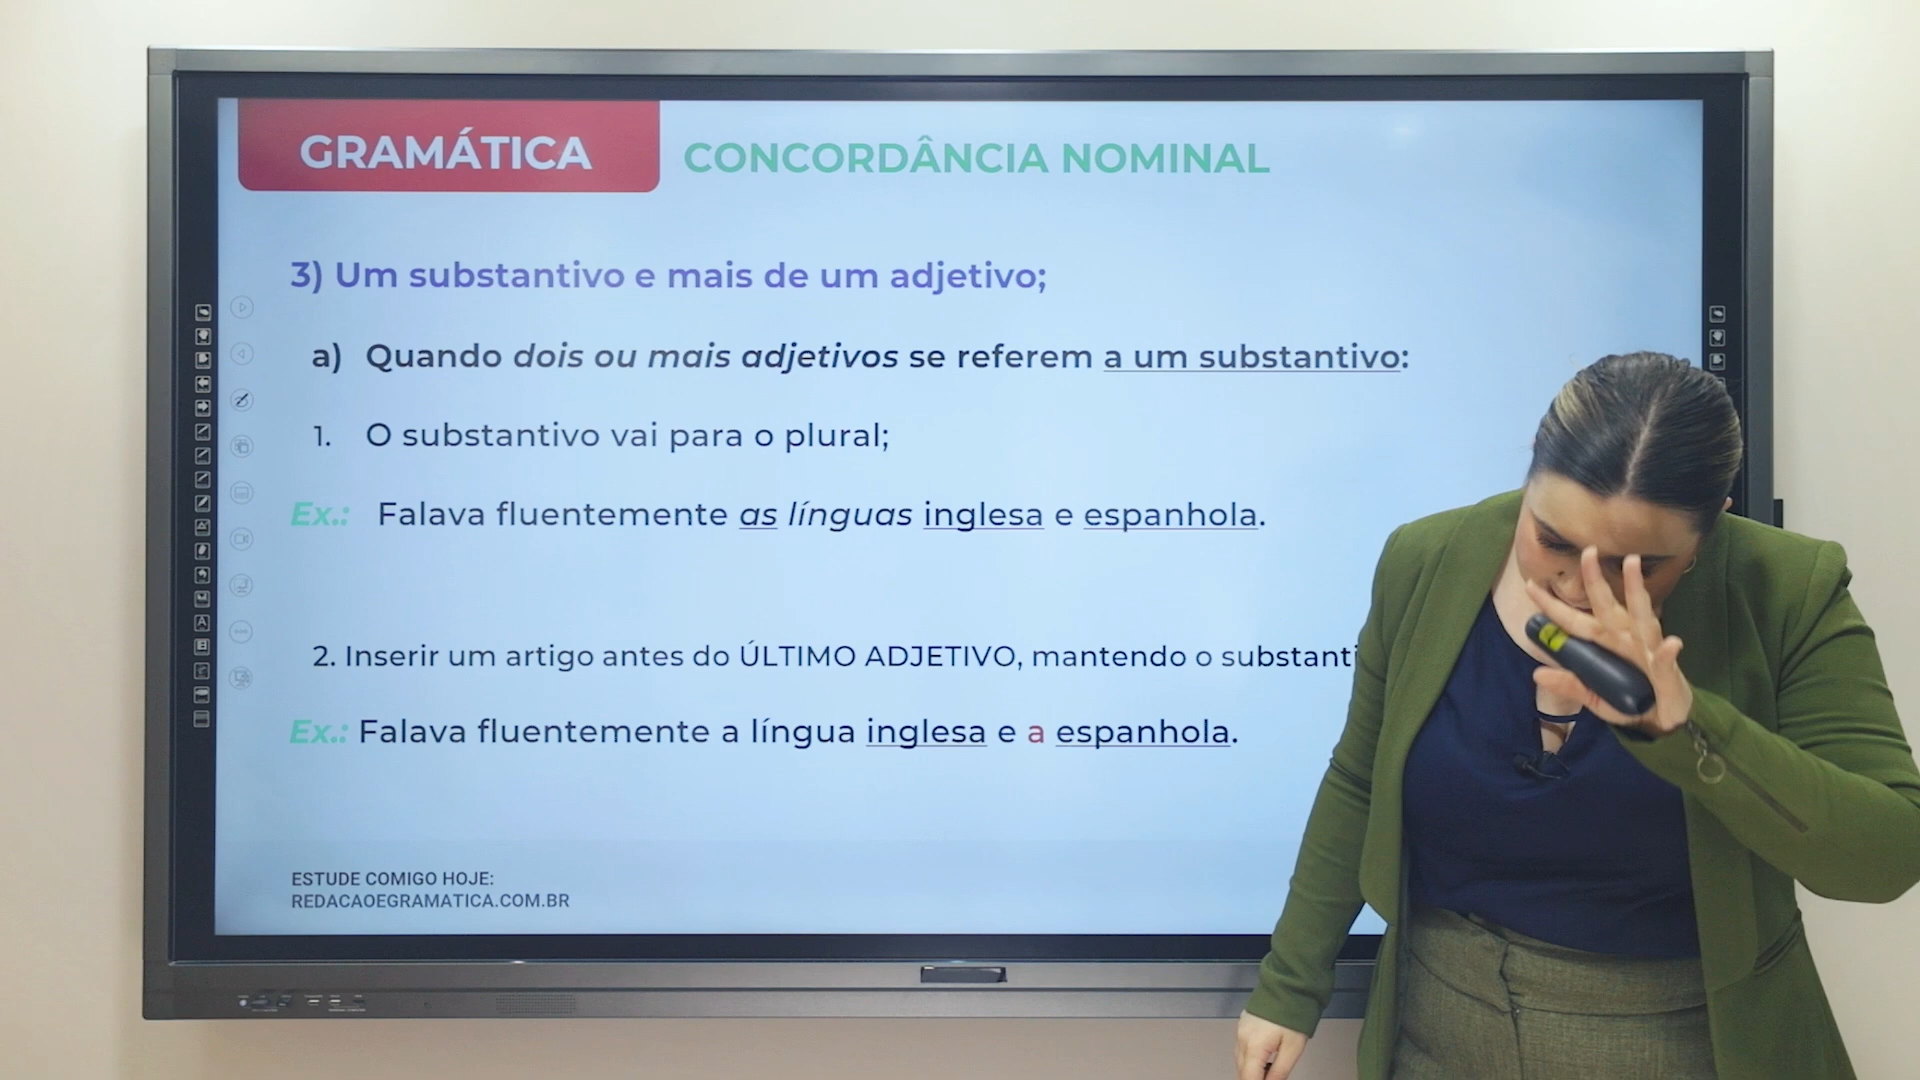 GRAMÁTICA
CONCORDÂNCIA NOMINAL
3) Um substantivo e mais de um adjetivo;
a) Quando dois ou mais adjetivos se referem a um substantivo:
1. O substantivo vai para o plural;
Ex.: Falava fluentemente as línguas inglesa e espanhola.
2. Inserir um artigo antes do ÚLTIMO ADJETIVO, mantendo o substanti
Ex.: Falava fluentemente a língua inglesa e a espanhola.
ESTUDE COMIGO HOJE:
REDACAOEGRAMATICA.COM.BR